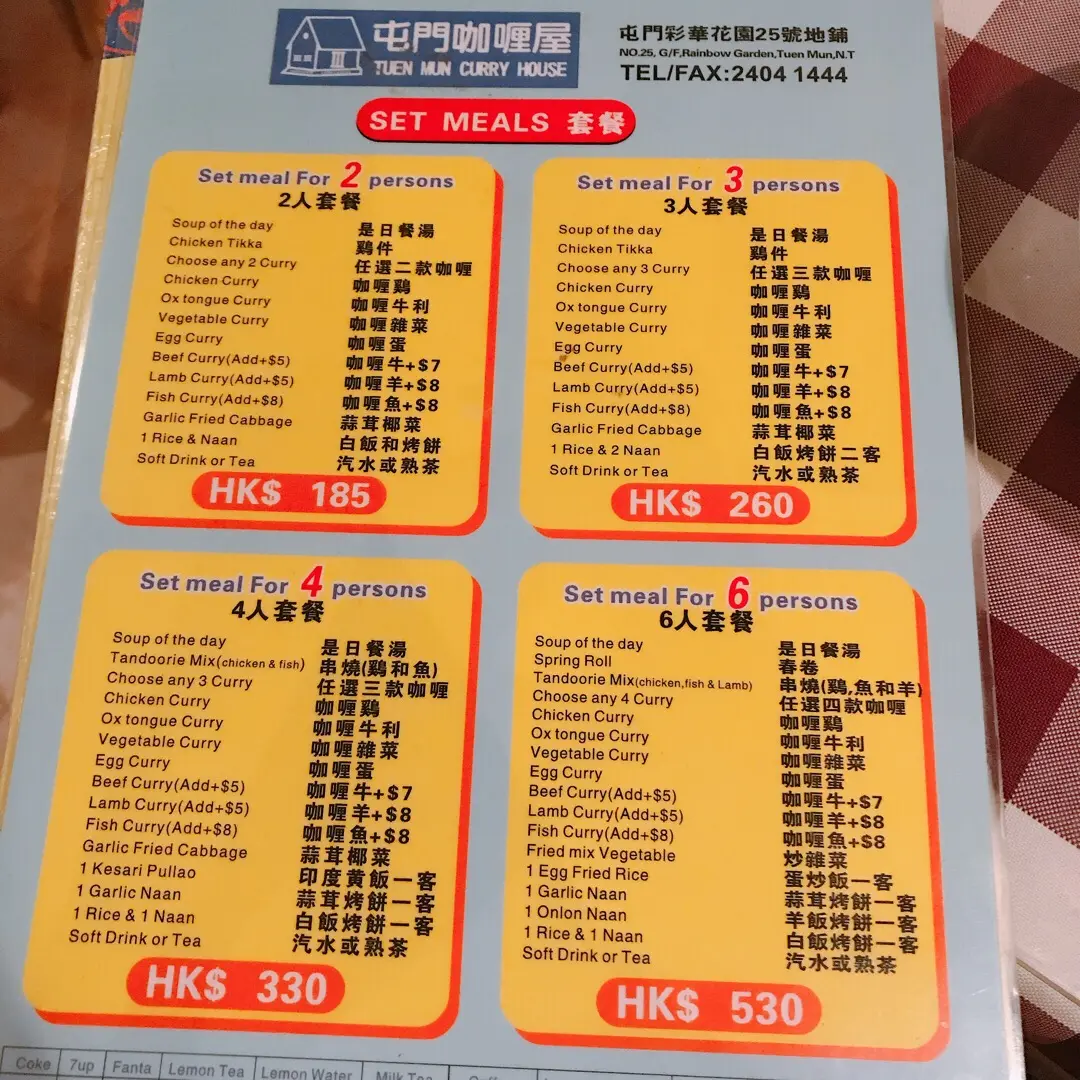 屯門咖喱屋
TUEN MUN CURRY HOUSE
屯門彩華花園25號地鋪
NO.25, G/F,Rainbow Garden,Tuen Mun,N.T
TEL/FAX:2404 1444
SET MEALS 套餐
Set meal For 2 persons
2人套餐
Soup of the day 是日餐湯
Chicken Tikka 鷄件
Choose any 2 Curry 任選二款咖喱
Chicken Curry 咖喱鷄
Ox tongue Curry 咖喱牛利
Vegetable Curry 咖喱雜菜
Egg Curry 咖喱蛋
Beef Curry(Add+$5) 咖喱牛+$7
Lamb Curry(Add+$5) 咖喱羊+$8
Fish Curry(Add+$8) 咖喱魚+$8
Garlic Fried Cabbage 蒜茸椰菜
1 Rice & Naan 白飯和烤餅
Soft Drink or Tea 汽水或熟茶
HK$ 185
Set meal For 3 persons
3人套餐
Soup of the day 是日餐湯
Chicken Tikka 鷄件
Choose any 3 Curry 任選三款咖喱
Chicken Curry 咖喱鷄
Ox tongue Curry 咖喱牛利
Vegetable Curry 咖喱雜菜
Egg Curry 咖喱蛋
Beef Curry(Add+$5) 咖喱牛+$7
Lamb Curry(Add+$5) 咖喱羊+$8
Fish Curry(Add+$8) 咖喱魚+$8
Garlic Fried Cabbage 蒜茸椰菜
1 Rice & 2 Naan 白飯烤餅二客
Soft Drink or Tea 汽水或熟茶
HK$ 260
Set meal For 4 persons
4人套餐
Soup of the day 是日餐湯
Tandoorie Mix(chicken & fish) 串燒(鷄和魚)
Choose any 3 Curry 任選三款咖喱
Chicken Curry 咖喱鷄
Ox tongue Curry 咖喱牛利
Vegetable Curry 咖喱雜菜
Egg Curry 咖喱蛋
Beef Curry(Add+$5) 咖喱牛+$7
Lamb Curry(Add+$5) 咖喱羊+$8
Fish Curry(Add+$8) 咖喱魚+$8
Garlic Fried Cabbage 蒜茸椰菜
1 Kesari Pullao 印度黄飯一客
1 Garlic Naan 蒜茸烤餅一客
1 Rice & 1 Naan 白飯烤餅一客
Soft Drink or Tea 汽水或熟茶
HK$ 330
Set meal For 6 persons
6人套餐
Soup of the day 是日餐湯
Spring Roll 春卷
Tandoorie Mix(chicken,fish & Lamb) 串燒(鷄,魚和羊)
Choose any 4 Curry 任選四款咖喱
Chicken Curry 咖喱鷄
Ox tongue Curry 咖喱牛利
Vegetable Curry 咖喱雜菜
Egg Curry 咖喱蛋
Beef Curry(Add+$5) 咖喱牛+$7
Lamb Curry(Add+$5) 咖喱羊+$8
Fish Curry(Add+$8) 咖喱魚+$8
Fried mix Vegetable 炒雜菜
1 Egg Fried Rice 蛋炒飯一客
1 Garlic Naan 蒜茸烤餅一客
1 Onlon Naan 羊飯烤餅一客
1 Rice & 1 Naan 白飯烤餅一客
Soft Drink or Tea 汽水或熟茶
HK$ 530
Coke 7up Fanta Lemon Tea Lemon Water Milk Tea